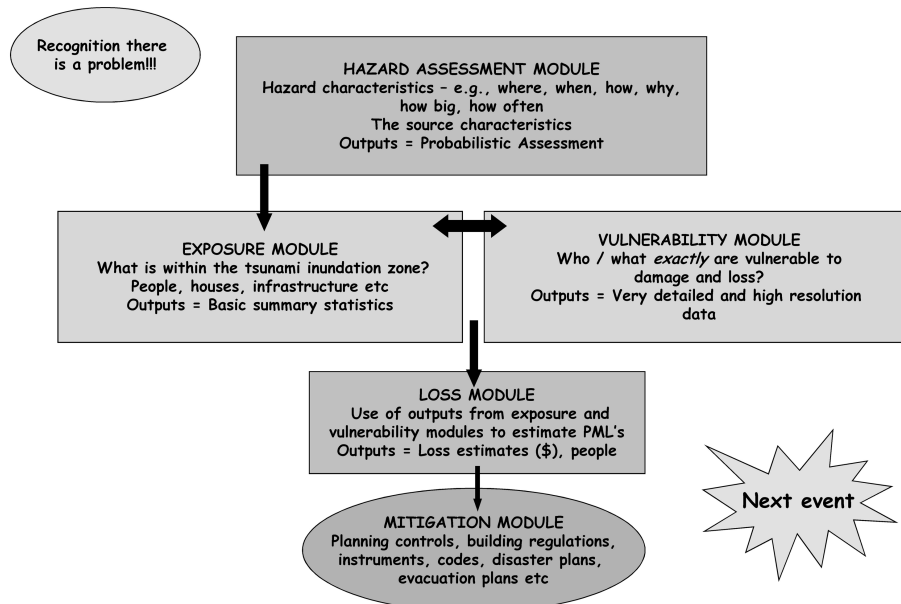 Recognition there
is a problem!!!
HAZARD ASSESSMENT MODULE
Hazard characteristics – e.g., where, when, how, why,
how big, how often
The source characteristics
Outputs = Probabilistic Assessment
EXPOSURE MODULE
What is within the tsunami inundation zone?
People, houses, infrastructure etc
Outputs = Basic summary statistics
VULNERABILITY MODULE
Who / what exactly are vulnerable to
damage and loss?
Outputs = Very detailed and high resolution
data
LOSS MODULE
Use of outputs from exposure and
vulnerability modules to estimate PML's
Outputs = Loss estimates ($), people
Next event
MITIGATION MODULE
Planning controls, building regulations,
instruments, codes, disaster plans,
evacuation plans etc